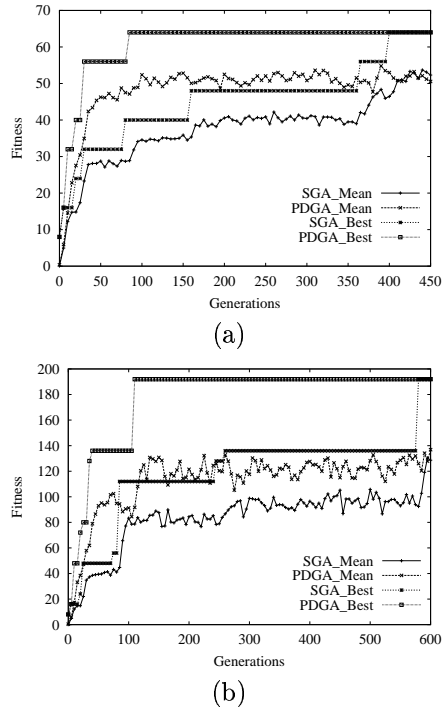 70
60
50
40
30
20
10
0
Fitness
SGA_Mean
PDGA_Mean
SGA_Best
PDGA_Best
0 50 100 150 200 250 300 350 400 450
Generations
(a)
200
180
160
140
120
100
80
60
40
20
0
Fitness
SGA_Mean
PDGA_Mean
SGA_Best
PDGA_Best
0 100 200 300 400 500 600
Generations
(b)